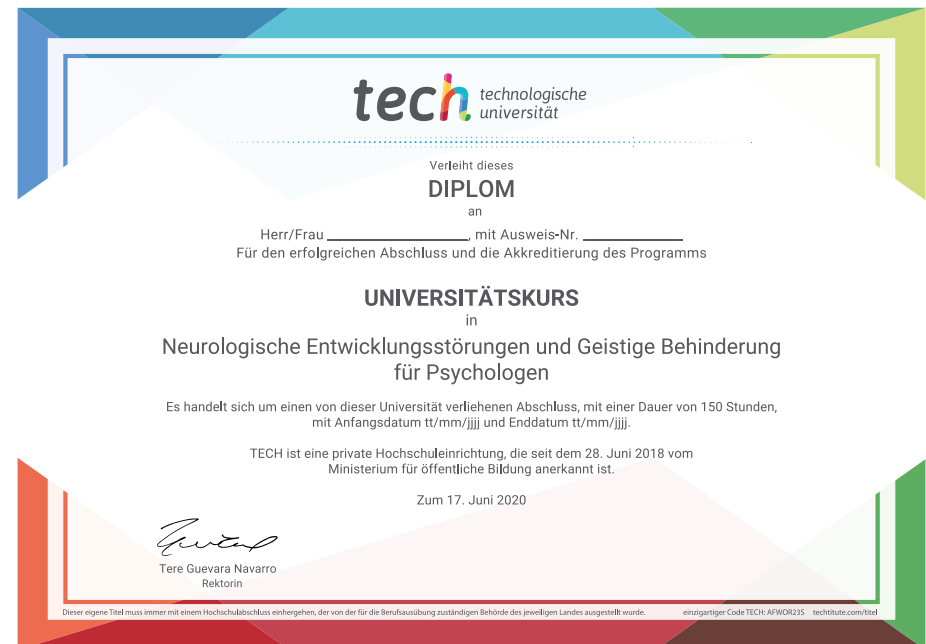 tech technologische
universität
Verleiht dieses
DIPLOM
an
Herr/Frau ____________________, mit Ausweis-Nr. ______________
Für den erfolgreichen Abschluss und die Akkreditierung des Programms
UNIVERSITÄTSKURS
in
Neurologische Entwicklungsstörungen und Geistige Behinderung
für Psychologen
Es handelt sich um einen von dieser Universität verliehenen Abschluss, mit einer Dauer von 150 Stunden,
mit Anfangsdatum tt/mm/jjjj und Enddatum tt/mm/jjjj.
TECH ist eine private Hochschuleinrichtung, die seit dem 28. Juni 2018 vom
Ministerium für öffentliche Bildung anerkannt ist.
Zum 17. Juni 2020
Tere Guevara Navarro
Rektorin
Dieser eigene Titel muss immer mit einem Hochschulabschluss einhergehen, der von der für die Berufsausübung zuständigen Behörde des jeweiligen Landes ausgestellt wurde. einzigartiger Code TECH: AFWOR23S techtitute.com/titel